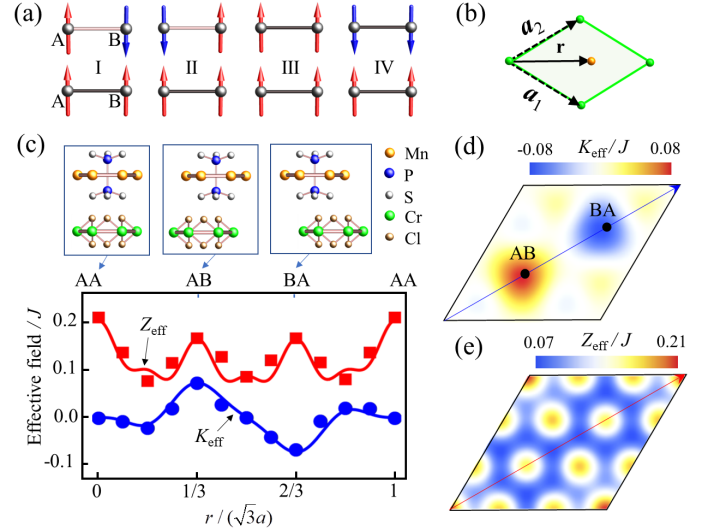 (a)
A B
I II III IV
A B
(b)
a2
r
a1
(c)
Mn
P
S
Cr
Cl
AA AB BA AA
Effective field / J
0.2
0.1
0.0
-0.1
Zeff
Keff
0 1/3 2/3 1
r / (√3a)
(d)
-0.08 Keff / J 0.08
BA
AB
(e)
0.07 Zeff / J 0.21